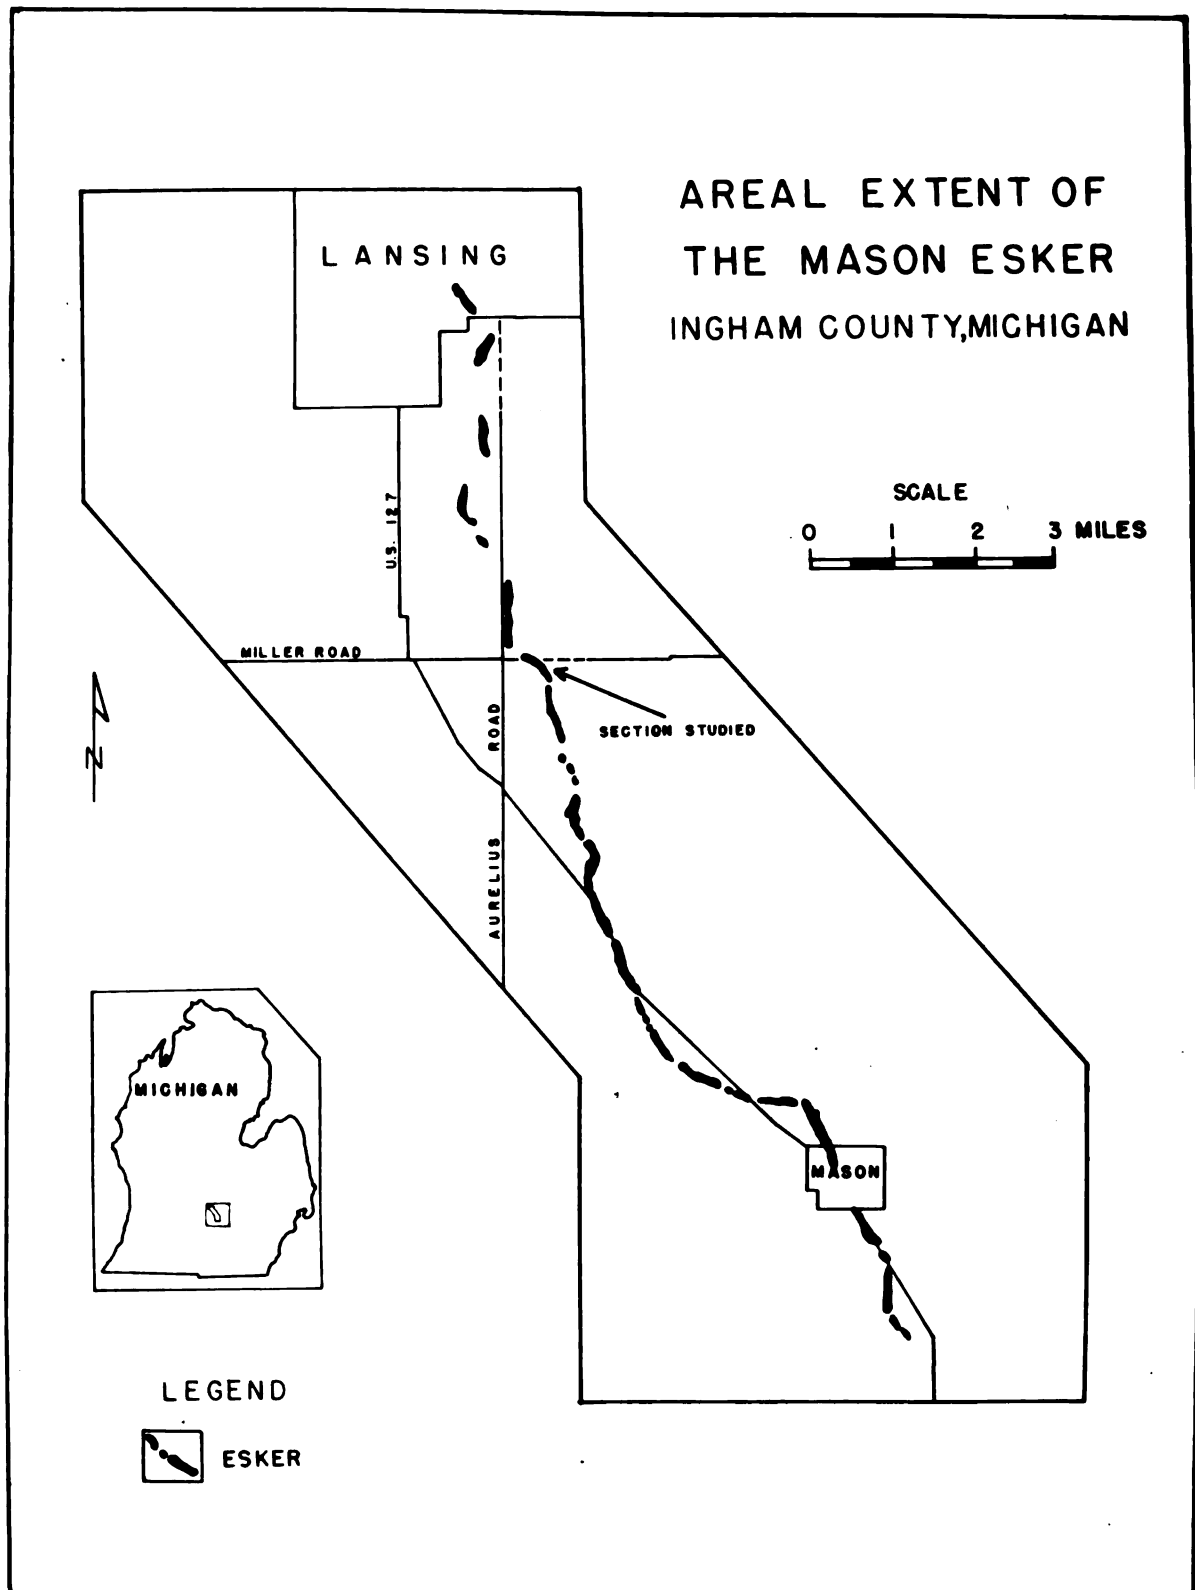 AREAL EXTENT OF
THE MASON ESKER
INGHAM COUNTY, MICHIGAN
LANSING
SCALE
0 1 2 3 MILES
U.S. 127
MILLER ROAD
SECTION STUDIED
AURELIUS ROAD
N
MICHIGAN
MASON
LEGEND
ESKER